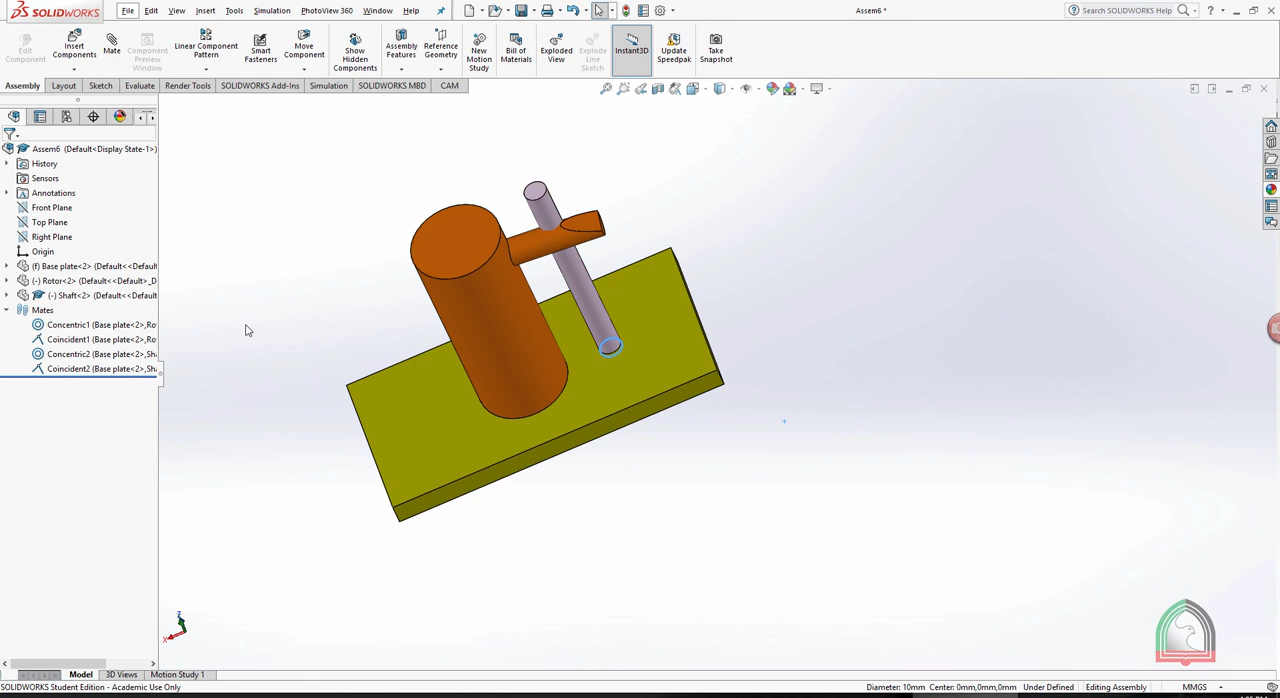 SOLIDWORKS File Edit View Insert Tools Simulation PhotoView 360 Window Help Assem6 * Search SOLIDWORKS Help
Edit Component
Insert Components
Mate
Component Preview Window
Linear Component Pattern
Smart Fasteners
Move Component
Show Hidden Components
Assembly Features
Reference Geometry
New Motion Study
Bill of Materials
Exploded View
Explode Line Sketch
Instant3D
Update Speedpak
Take Snapshot
Assembly Layout Sketch Evaluate Render Tools SOLIDWORKS Add-Ins Simulation SOLIDWORKS MBD CAM
Assem6 (Default<Display State-1>)
History
Sensors
Annotations
Front Plane
Top Plane
Right Plane
Origin
(f) Base plate<2> (Default<<Defaul
(-) Rotor<2> (Default<<Default>_D
(-) Shaft<2> (Default<<Default
Mates
Concentric1 (Base plate<2>,Ro
Coincident1 (Base plate<2>,Ro
Concentric2 (Base plate<2>,Sha
Coincident2 (Base plate<2>,Sha
Z
X
Model 3D Views Motion Study 1
SOLIDWORKS Student Edition - Academic Use Only Diameter: 10mm Center: 0mm,0mm,0mm Under Defined Editing Assembly MMGS